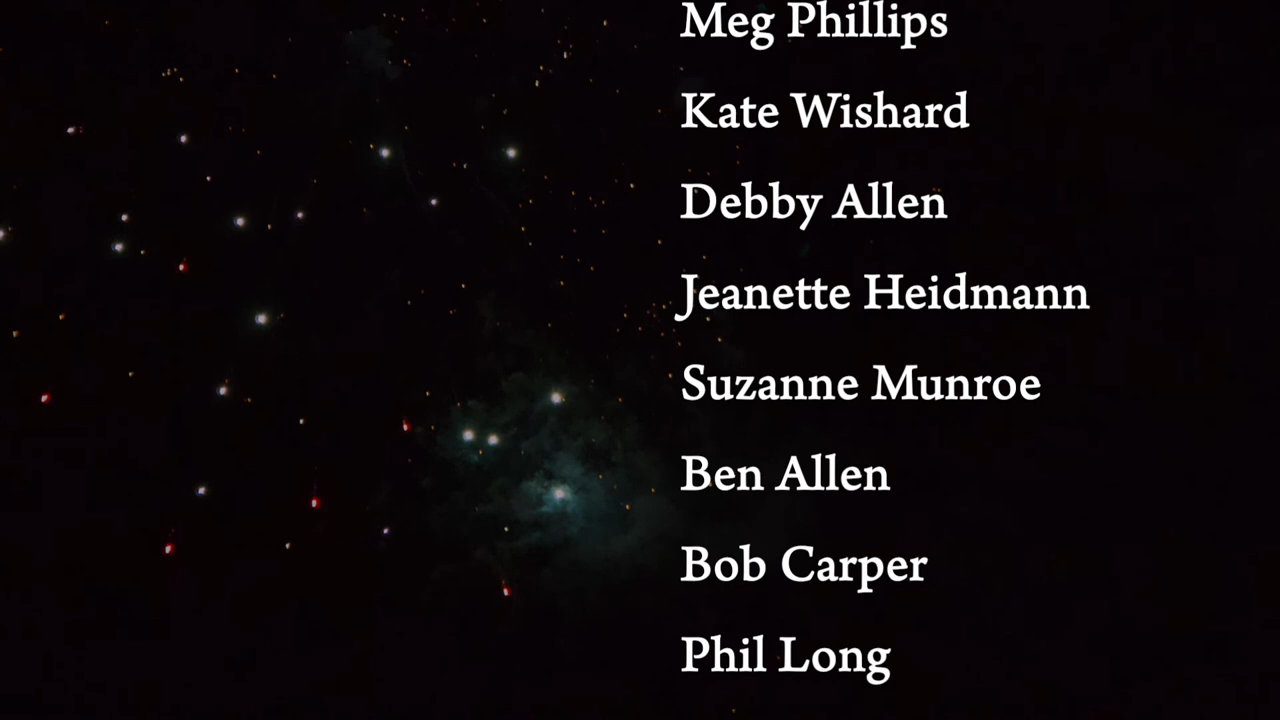 Meg Phillips
Kate Wishard
Debby Allen
Jeanette Heidmann
Suzanne Munroe
Ben Allen
Bob Carper
Phil Long